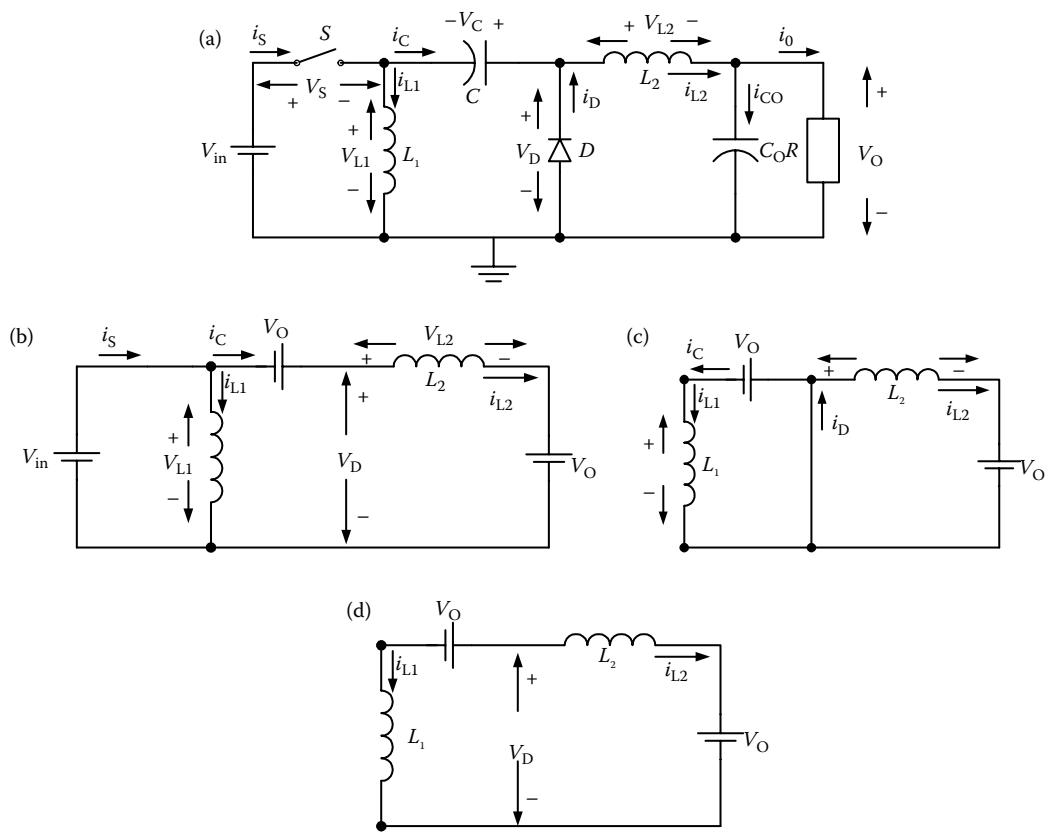 (a)
i_S
S
i_C
−V_C +
+ V_L2 −
i_0
V_S
+ −
i_L1
C
L_2
i_L2
i_D
i_CO
+
V_in
+
V_L1
−
L_1
+
V_D
−
D
C_O R
V_O
−
(b)
i_S
i_C
V_O
V_L2
+ −
L_2
i_L1
i_L2
+
V_in
+
V_L1
−
V_D
−
V_O
(c)
i_C
V_O
+ −
L_2
i_L1
i_D
i_L2
+
L_1
−
V_O
(d)
V_O
i_L1
L_2
i_L2
+
L_1
V_D
−
V_O